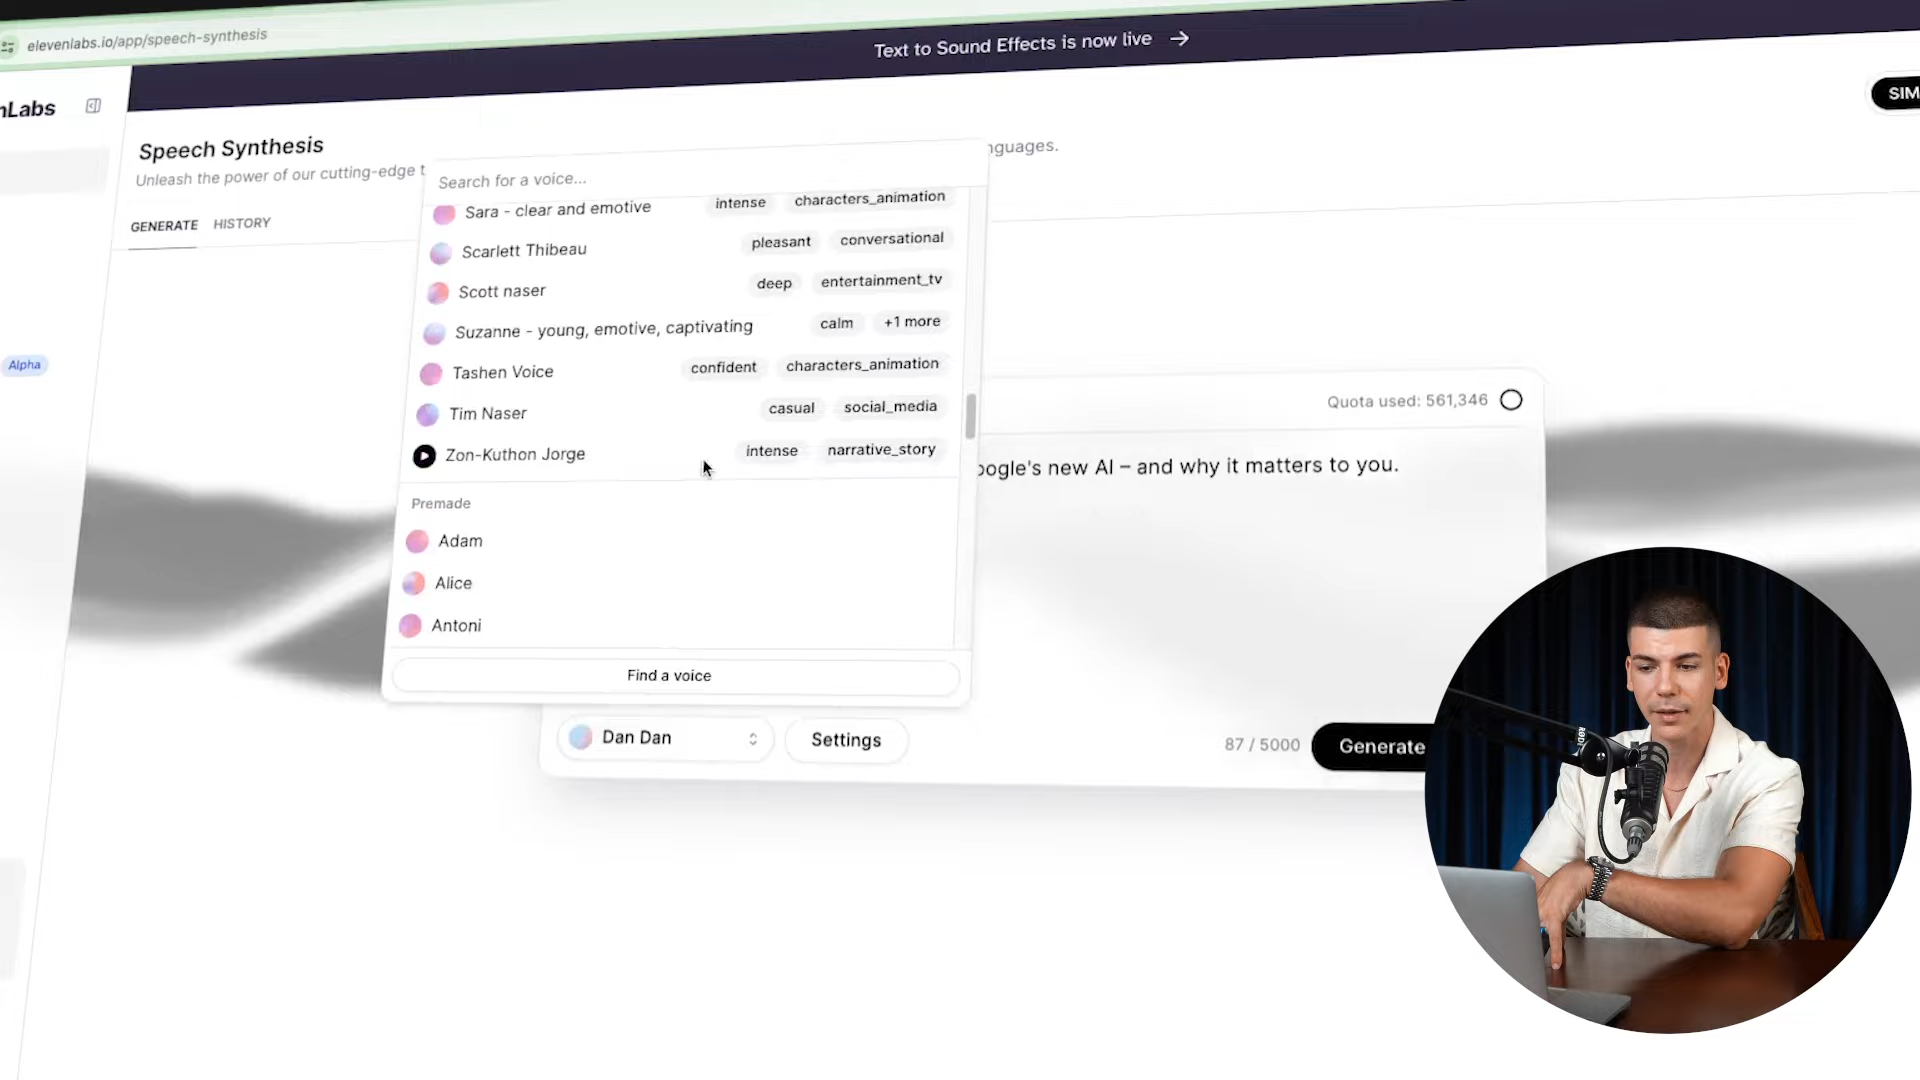 elevenlabs.io/app/speech-synthesis
Text to Sound Effects is now live →
nLabs
SIM
Speech Synthesis
Unleash the power of our cutting-edge t
nguages.
GENERATE HISTORY
Search for a voice...
Sara - clear and emotive intense characters_animation
Scarlett Thibeau pleasant conversational
Scott naser deep entertainment_tv
Suzanne - young, emotive, captivating calm +1 more
Alpha
Tashen Voice confident characters_animation
Tim Naser casual social_media
Zon-Kuthon Jorge intense narrative_story
Quota used: 561,346
oogle's new AI – and why it matters to you.
Premade
Adam
Alice
Antoni
Find a voice
Dan Dan
Settings
87 / 5000
Generate
RØDE